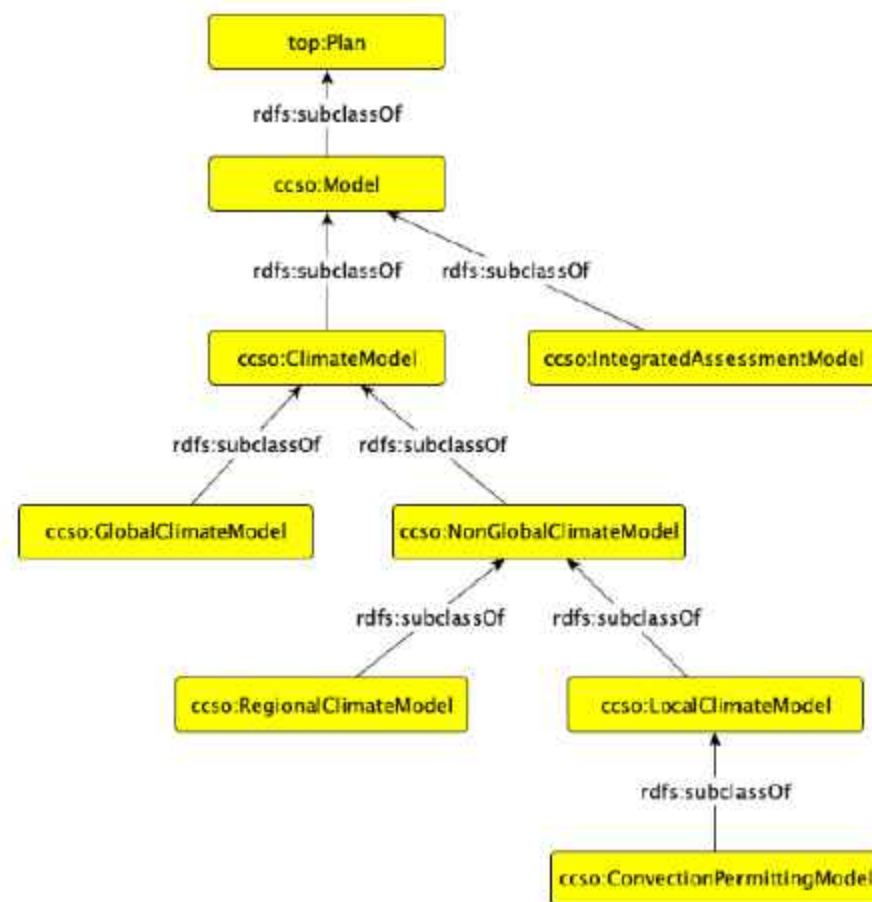 top:Plan
rdfs:subclassOf
ccso:Model
rdfs:subclassOf
rdfs:subclassOf
ccso:ClimateModel
ccso:IntegratedAssessmentModel
rdfs:subclassOf
rdfs:subclassOf
ccso:GlobalClimateModel
ccso:NonGlobalClimateModel
rdfs:subclassOf
rdfs:subclassOf
ccso:RegionalClimateModel
ccso:LocalClimateModel
rdfs:subclassOf
ccso:ConvectionPermittingModel